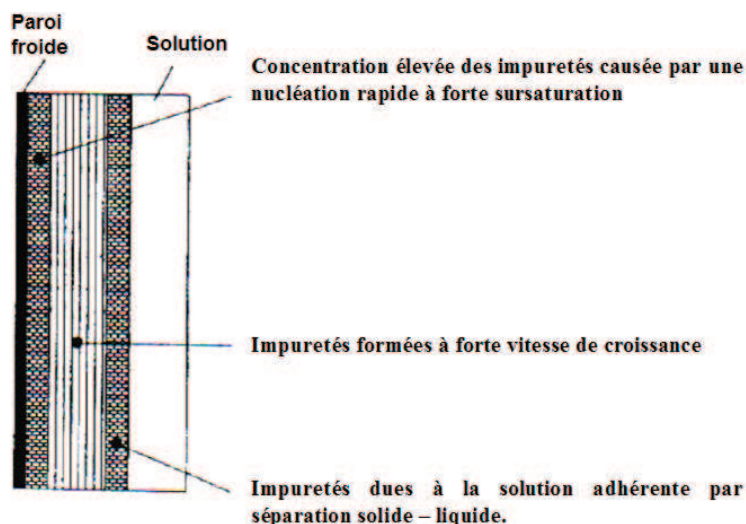 Paroi
froide
Solution
Concentration élevée des impuretés causée par une
nucléation rapide à forte sursaturation
Impuretés formées à forte vitesse de croissance
Impuretés dues à la solution adhérente par
séparation solide – liquide.